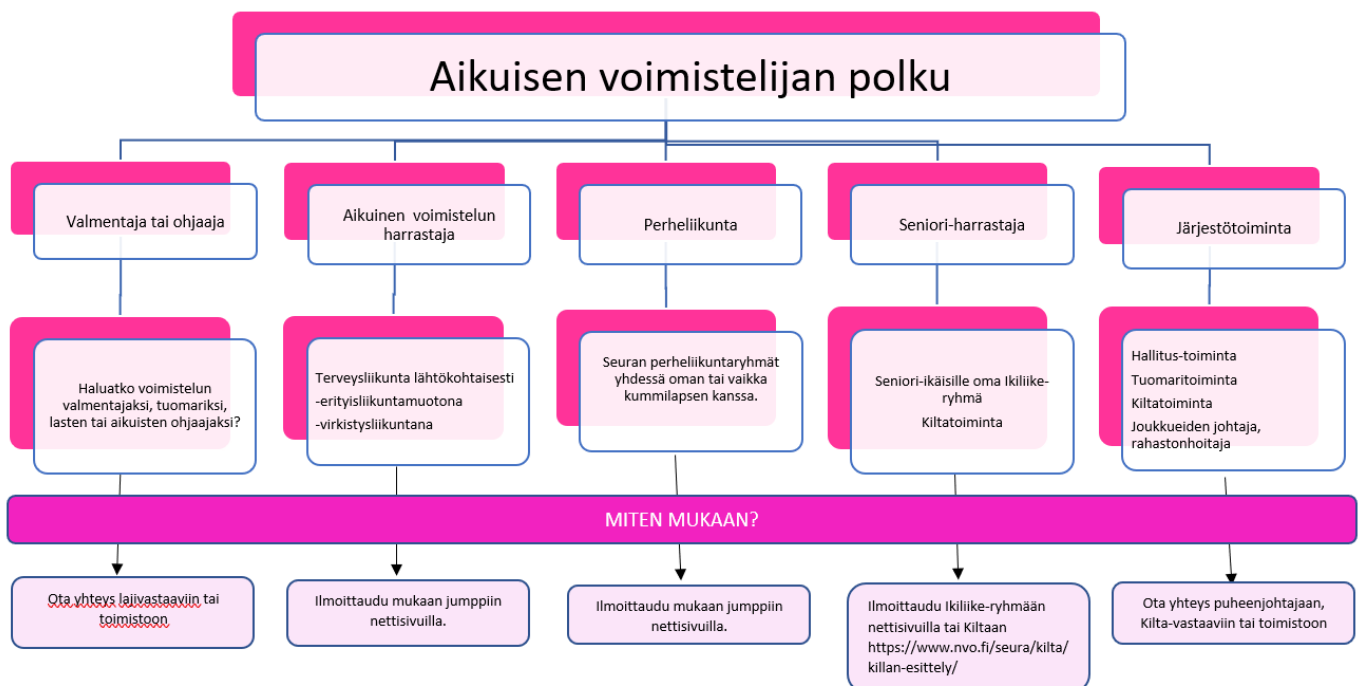 Aikuisen voimistelijan polku
Valmentaja tai ohjaaja
Aikuinen voimistelun
harrastaja
Perheliikunta
Seniori-harrastaja
Järjestötoiminta
Haluatko voimistelun
valmentajaksi, tuomariksi,
lasten tai aikuisten ohjaajaksi?
Terveysliikunta lähtökohtaisesti
-erityisliikuntamuotona
-virkistysliikuntana
Seuran perheliikuntaryhmät
yhdessä oman tai vaikka
kummilapsen kanssa.
Seniori-ikäisille oma Ikiliike-
ryhmä
Kiltatoiminta
Hallitus-toiminta
Tuomaritoiminta
Kiltatoiminta
Joukkueiden johtaja,
rahastonhoitaja
MITEN MUKAAN?
Ota yhteys lajivastaaviin tai
toimistoon
Ilmoittaudu mukaan jumppiin
nettisivuilla.
Ilmoittaudu mukaan jumppiin
nettisivuilla.
Ilmoittaudu Ikiliike-ryhmään
nettisivuilla tai Kiltaan
https://www.nvo.fi/seura/kilta/
killan-esittely/
Ota yhteys puheenjohtajaan,
Kilta-vastaaviin tai toimistoon